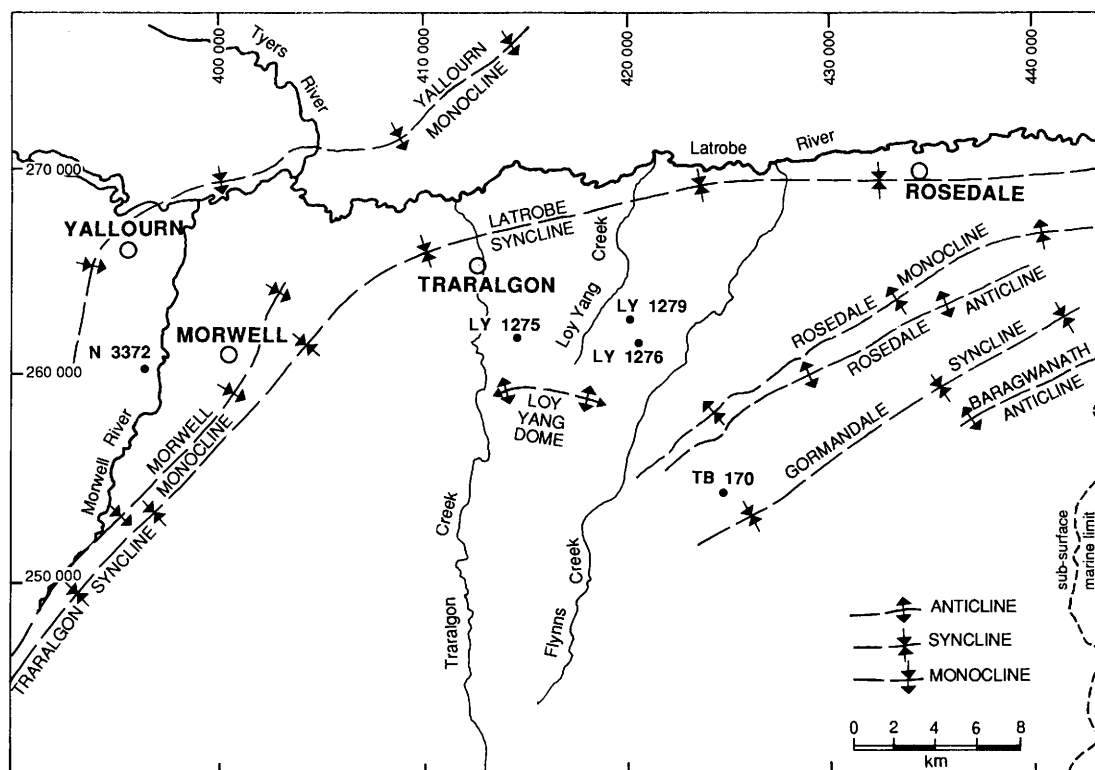 400 000
410 000
420 000
430 000
440 000
Tyers
River
YALLOURN
MONOCLINE
Latrobe
River
270 000
YALLOURN
LATROBE
SYNCLINE
ROSEDALE
Creek
Loy Yang
TRARALGON
MORWELL
N 3372
LY 1275
LY 1279
LY 1276
ROSEDALE MONOCLINE
ROSEDALE ANTICLINE
260 000
LOY
YANG
DOME
GORMANDALE SYNCLINE
BARAGWANATH
ANTICLINE
Morwell River
MORWELL
MONOCLINE
TB 170
TRARALGON SYNCLINE
250 000
Traralgon Creek
Flynns Creek
sub-surface
marine limit
ANTICLINE
SYNCLINE
MONOCLINE
0 2 4 6 8
km